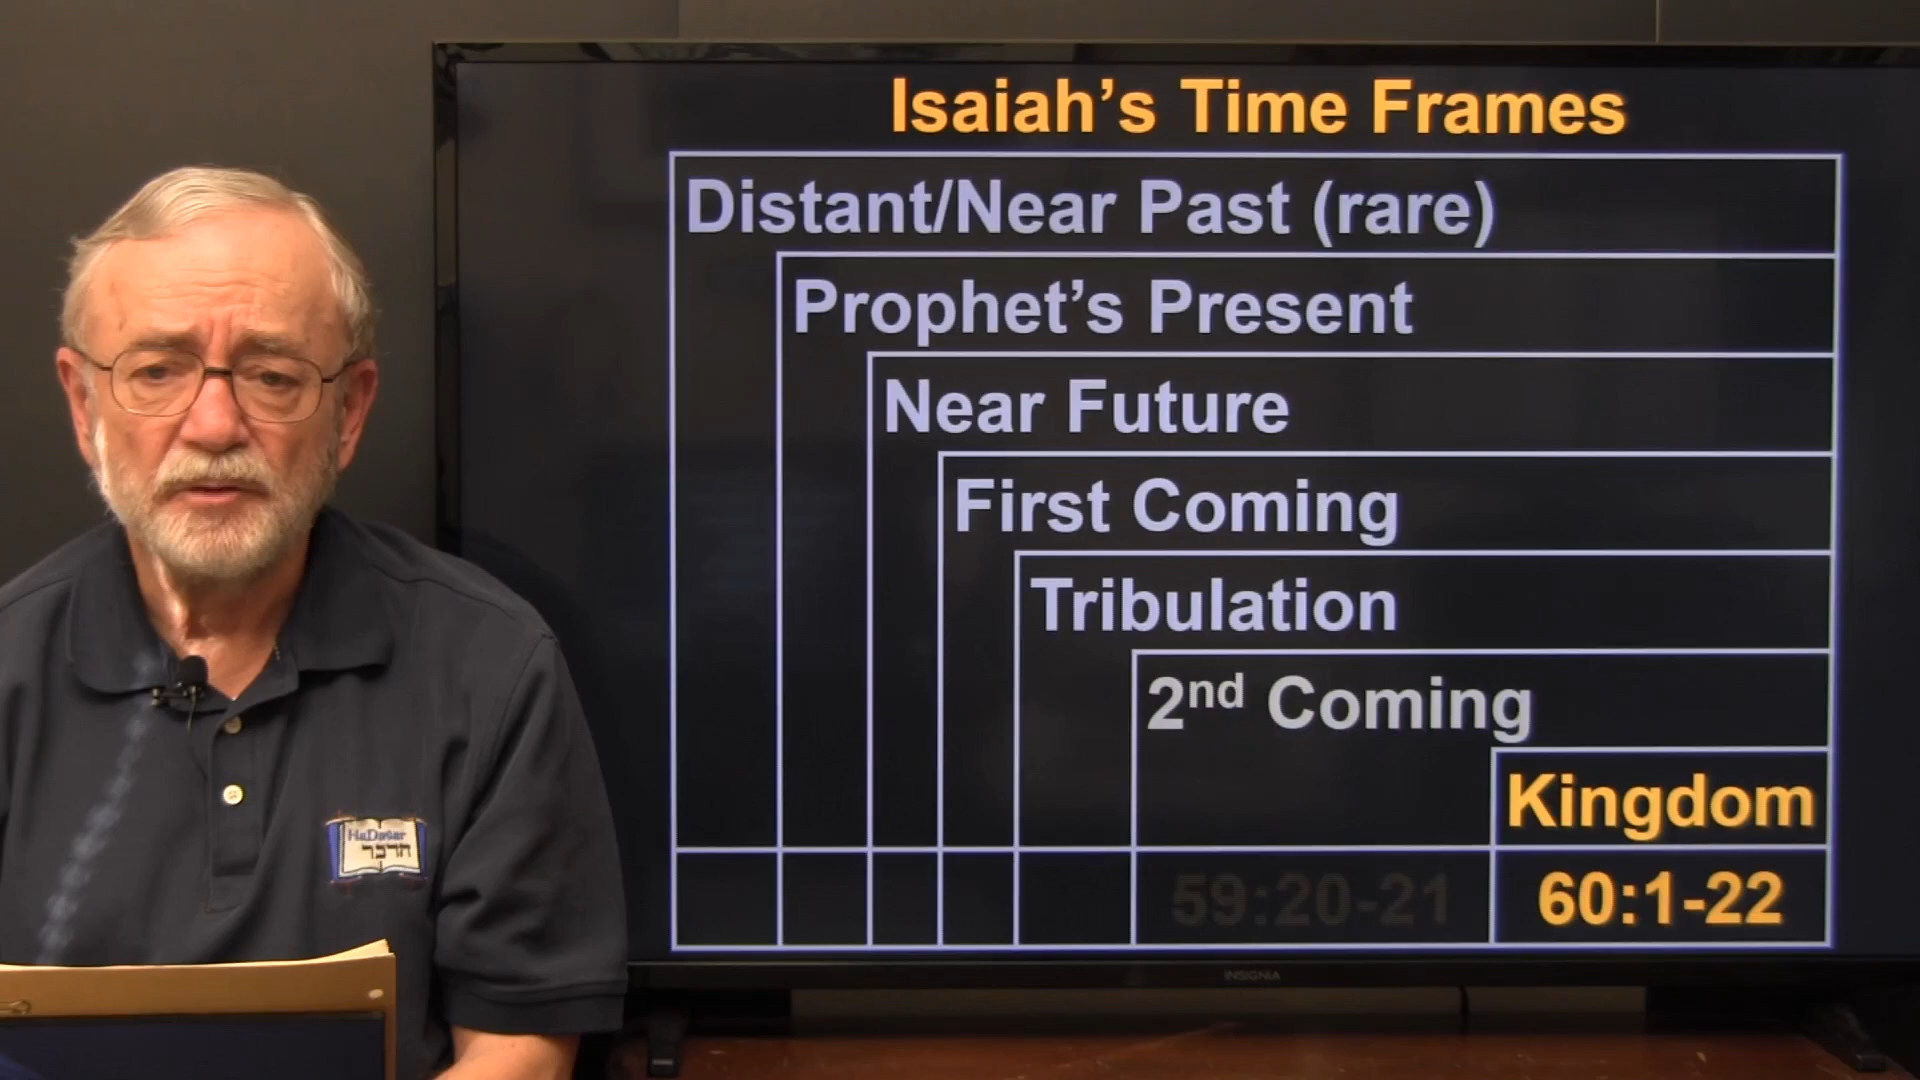 Isaiah’s Time Frames
Distant/Near Past (rare)
Prophet’s Present
Near Future
First Coming
Tribulation
2nd Coming
Kingdom
59:20-21
60:1-22
HaDavar
הדבר
INSIGNIA